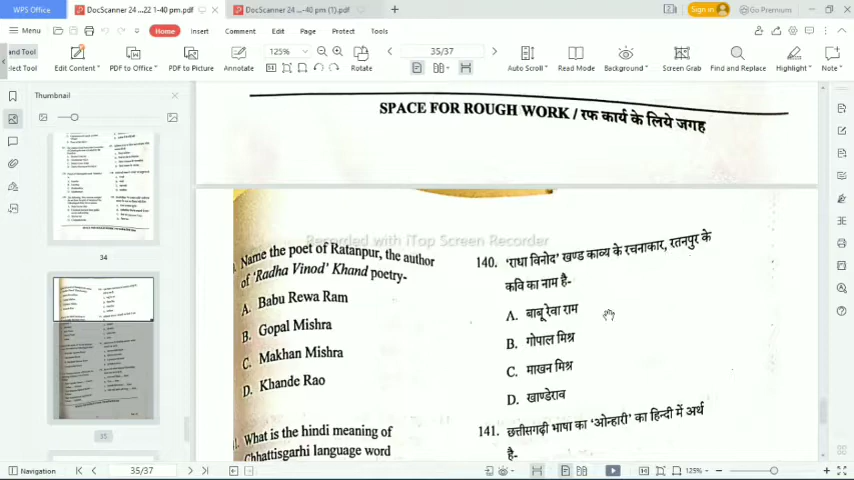 WPS Office
DocScanner 24 ...22 1-40 pm.pdf
DocScanner 24 ...-40 pm (1).pdf
Sign in
Go Premium
Menu
Home
Insert
Comment
Edit
Page
Protect
Tools
and Tool
lect Tool
Edit Content
PDF to Office
PDF to Picture
Annotate
125%
Rotate
35/37
Auto Scroll
Read Mode
Background
Screen Grab
Find and Replace
Highlight
Note
Thumbnail
34
35
SPACE FOR ROUGH WORK / रफ कार्य के लिये जगह
Recorded with iTop Screen Recorder
Name the poet of Ratanpur, the author
of 'Radha Vinod' Khand poetry-
A. Babu Rewa Ram
B. Gopal Mishra
C. Makhan Mishra
D. Khande Rao
What is the hindi meaning of
Chhattisgarhi language word
140. 'राधा विनोद' खण्ड काव्य के रचनाकार, रतनपुर के
कवि का नाम है-
A. बाबू रेवा राम
B. गोपाल मिश्र
C. माखन मिश्र
D. खाण्डेराव
141. छत्तीसगढ़ी भाषा का 'ओन्हारी' का हिन्दी में अर्थ
है-
Navigation
35/37
125%